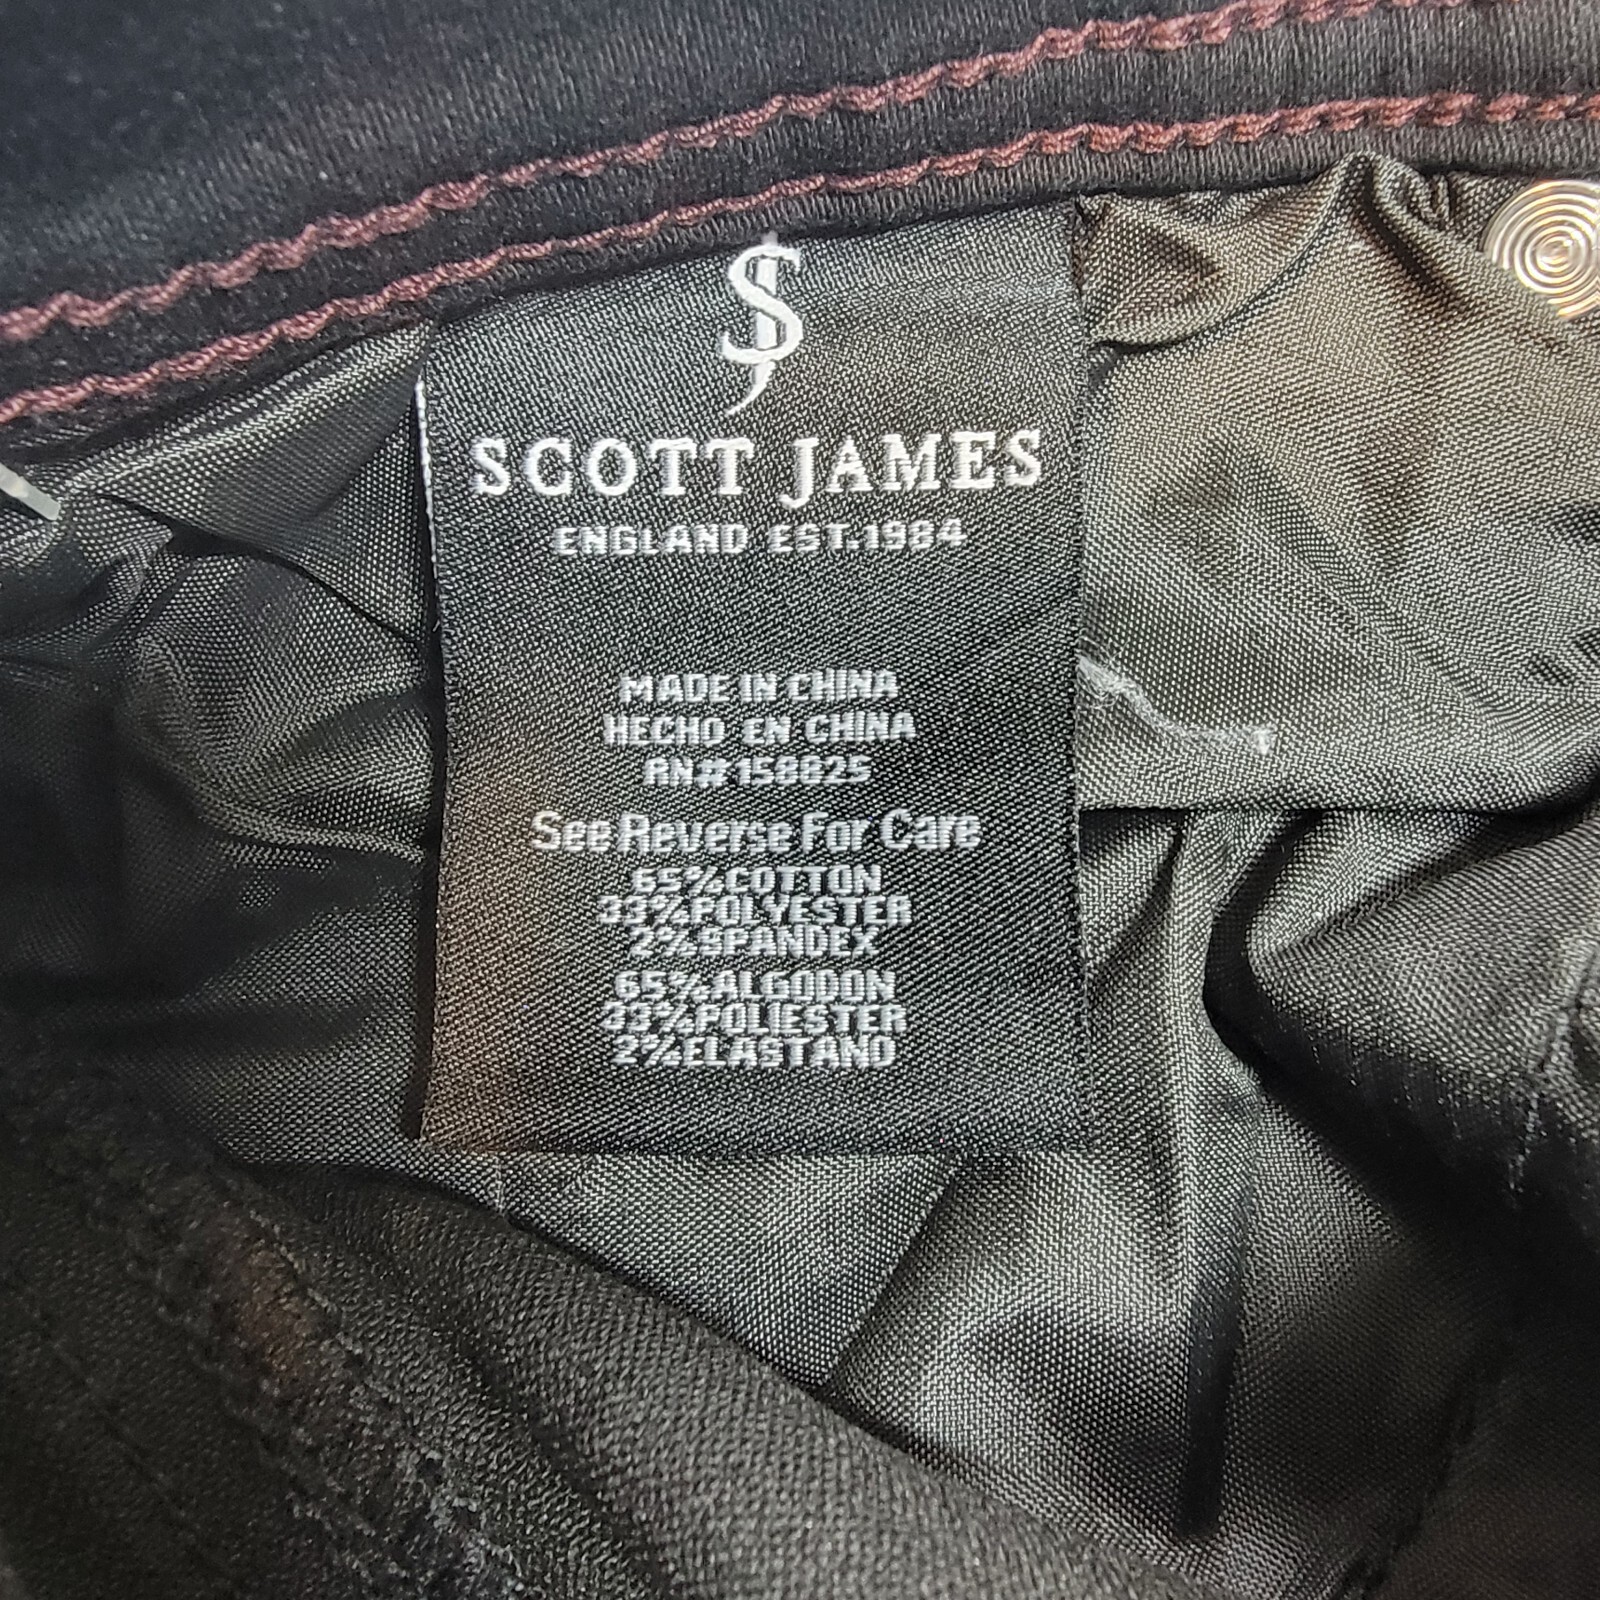 SJ
SCOTT JAMES
ENGLAND EST.1984
MADE IN CHINA
HECHO EN CHINA
RN#158825
See Reverse For Care
65%COTTON
33%POLYESTER
2%SPANDEX
65%ALGODON
33%POLIESTER
2%ELASTAND